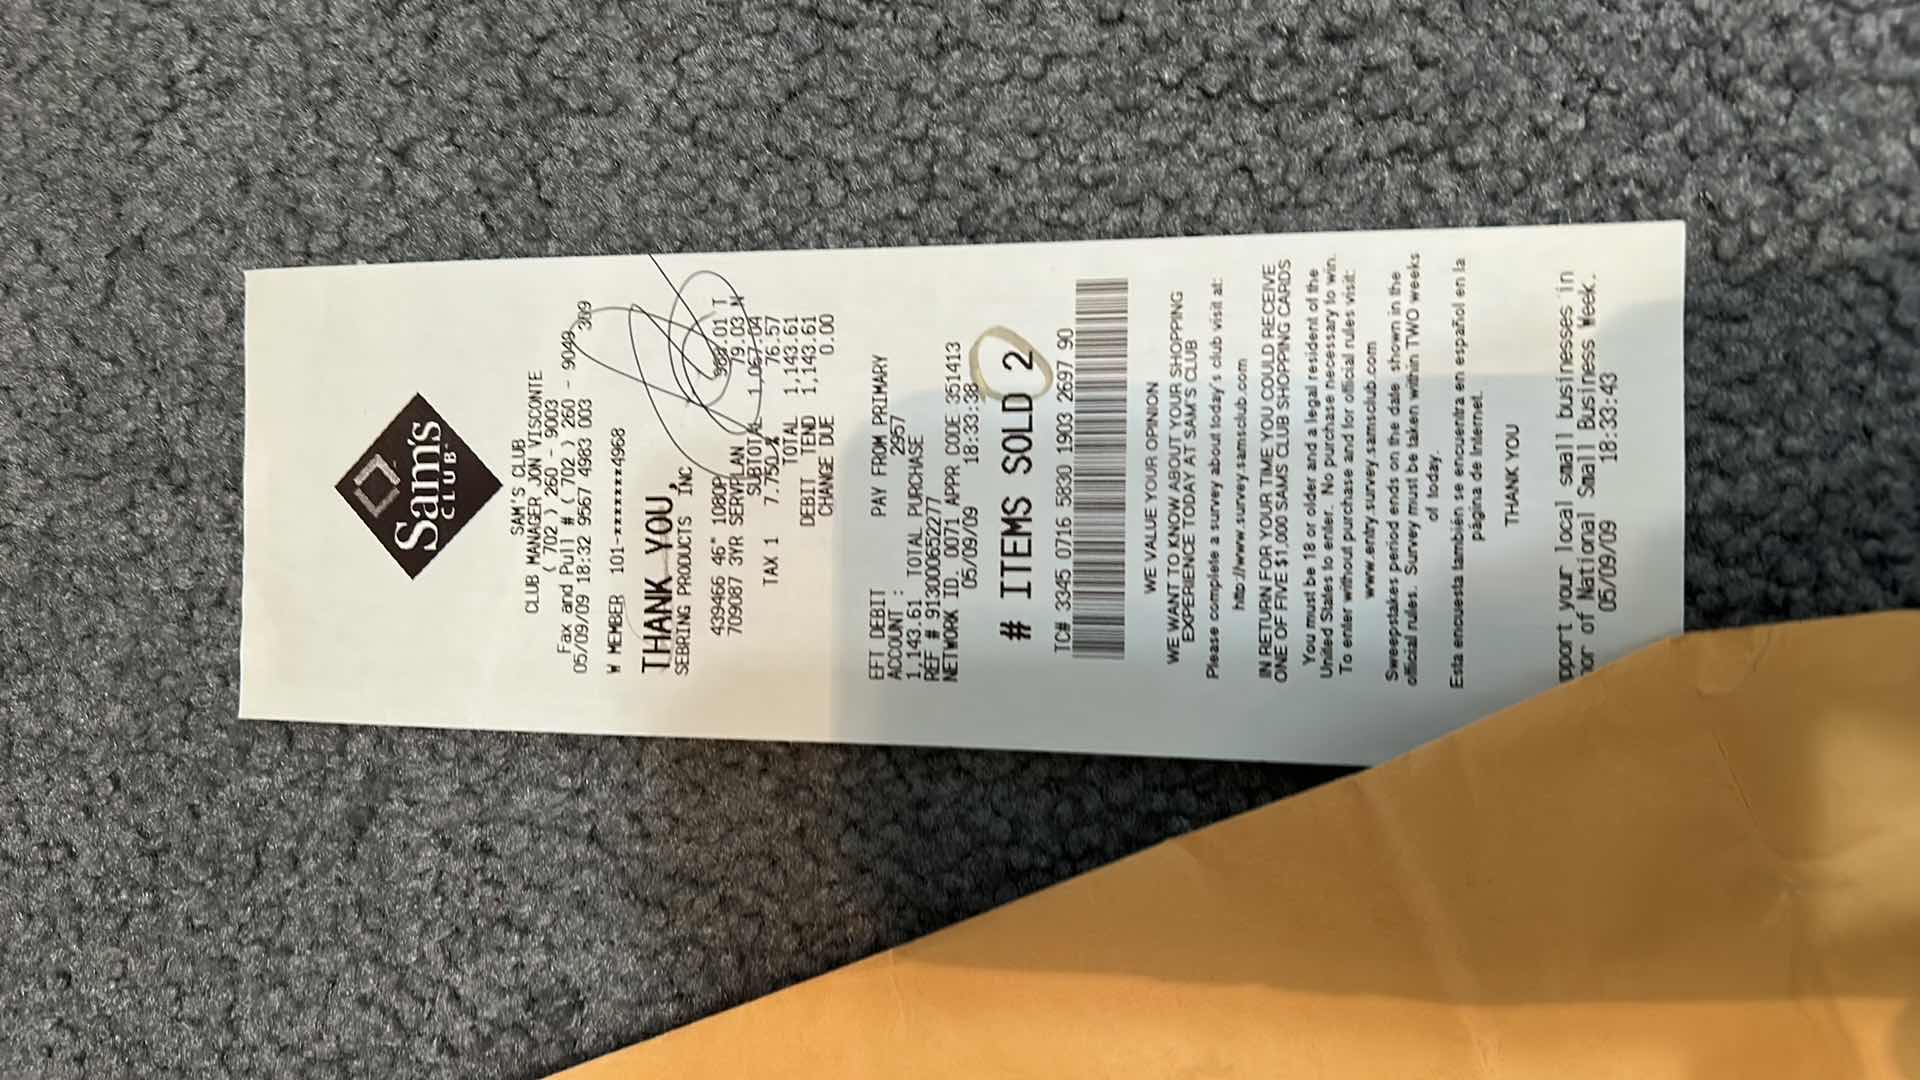 Sam's
CLUB
SAM'S CLUB
CLUB MANAGER JON VISCONTE
( 702 ) 260 - 9003
Fax and Pull # ( 702 ) 260 - 9049
05/09/09 18:32 9567 4983 003 309
W MEMBER 101-********4968
THANK YOU,
SEBRING PRODUCTS INC
439466 46" 1080P .01 T
709087 3YR SERVPLAN 79.03 N
SUBTOTAL 1,067.04
TAX 1 7.750% 76.57
TOTAL 1,143.61
DEBIT TEND 1,143.61
CHANGE DUE 0.00
EFT DEBIT PAY FROM PRIMARY
ACCOUNT : 2957
1,143.61 TOTAL PURCHASE
REF # 913000652277
NETWORK ID. 0071 APPR CODE 351413
05/09/09 18:33:38
# ITEMS SOLD 2
TC# 3345 0716 5830 1903 2697 90
WE VALUE YOUR OPINION
WE WANT TO KNOW ABOUT YOUR SHOPPING
EXPERIENCE TODAY AT SAM'S CLUB
Please complete a survey about today's club visit at:
http://www.survey.samsclub.com
IN RETURN FOR YOUR TIME YOU COULD RECEIVE
ONE OF FIVE $1,000 SAMS CLUB SHOPPING CARDS
You must be 18 or older and a legal resident of the
United States to enter. No purchase necessary to win.
To enter without purchase and for official rules visit:
www.entry.survey.samsclub.com
Sweepstakes period ends on the date shown in the
official rules. Survey must be taken within TWO weeks
of today.
Esta encuesta también se encuentra en español en la
página de Internet.
THANK YOU
pport your local small businesses in
nor of National Small Business Week.
05/09/09 18:33:43